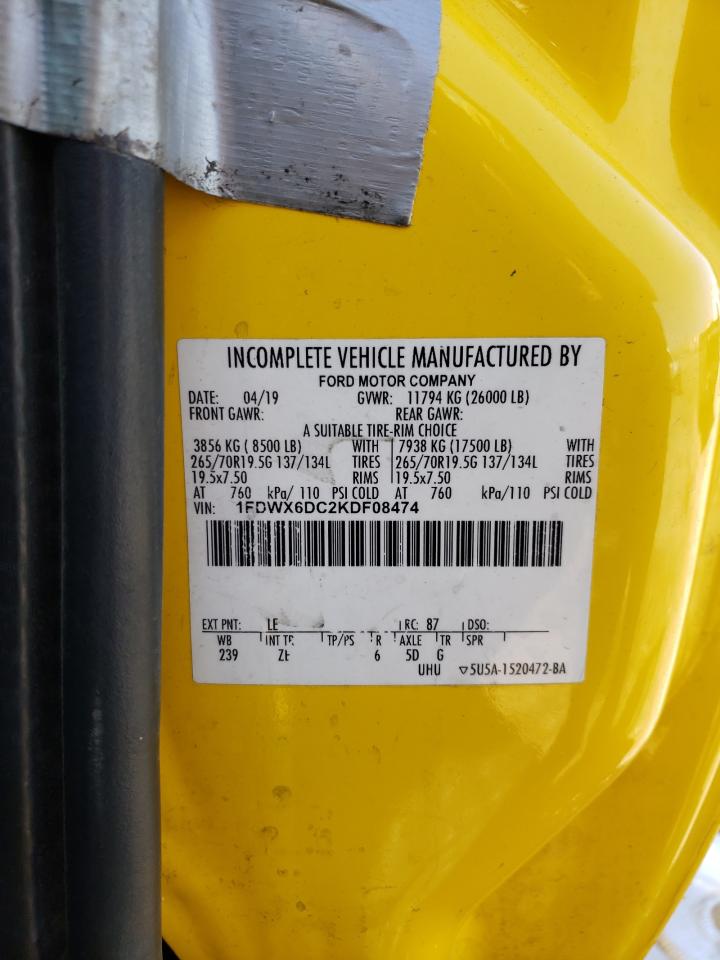 INCOMPLETE VEHICLE MANUFACTURED BY
FORD MOTOR COMPANY
DATE: 04/19 GVWR: 11794 KG (26000 LB)
FRONT GAWR: REAR GAWR:
A SUITABLE TIRE-RIM CHOICE
3856 KG ( 8500 LB) WITH 7938 KG (17500 LB) WITH
265/70R19.5G 137/134L TIRES 265/70R19.5G 137/134L TIRES
19.5x7.50 RIMS 19.5x7.50 RIMS
AT 760 kPa/ 110 PSI COLD AT 760 kPa/110 PSI COLD
VIN: 1FDWX6DC2KDF08474
EXT PNT: RC: 87 DSO:
WB INT TR TP/PS R AXLE TR SPR
239 6 5D G
UHU 5U5A-1520472-BA